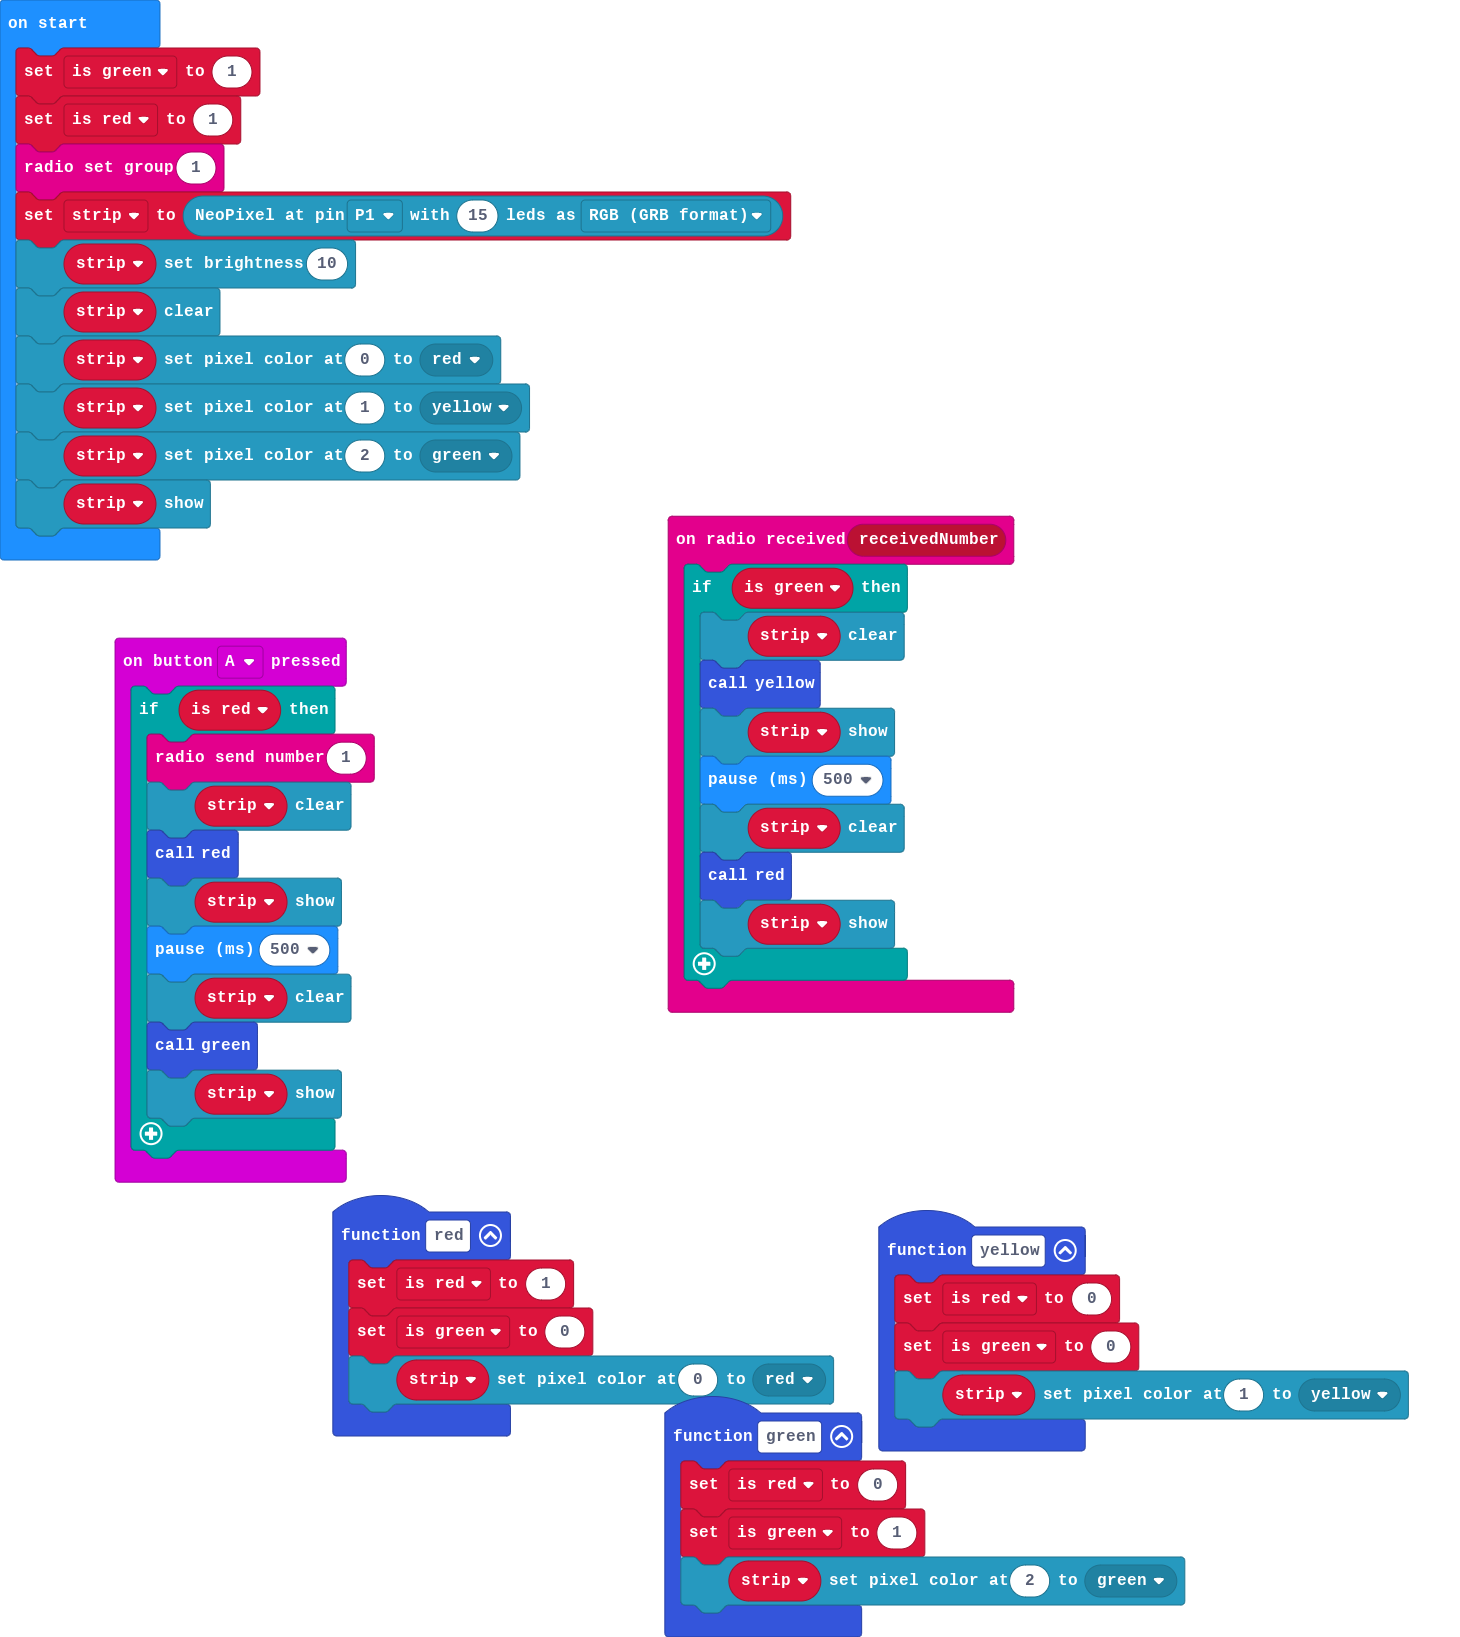 on start
set is green to 1
set is red to 1
radio set group 1
set strip to NeoPixel at pin P1 with 15 leds as RGB (GRB format)
strip set brightness 10
strip clear
strip set pixel color at 0 to red
strip set pixel color at 1 to yellow
strip set pixel color at 2 to green
strip show
on button A pressed
if is red then
radio send number 1
strip clear
call red
strip show
pause (ms) 500
strip clear
call green
strip show
on radio received receivedNumber
if is green then
strip clear
call yellow
strip show
pause (ms) 500
strip clear
call red
strip show
function red
set is red to 1
set is green to 0
strip set pixel color at 0 to red
function yellow
set is red to 0
set is green to 0
strip set pixel color at 1 to yellow
function green
set is red to 0
set is green to 1
strip set pixel color at 2 to green